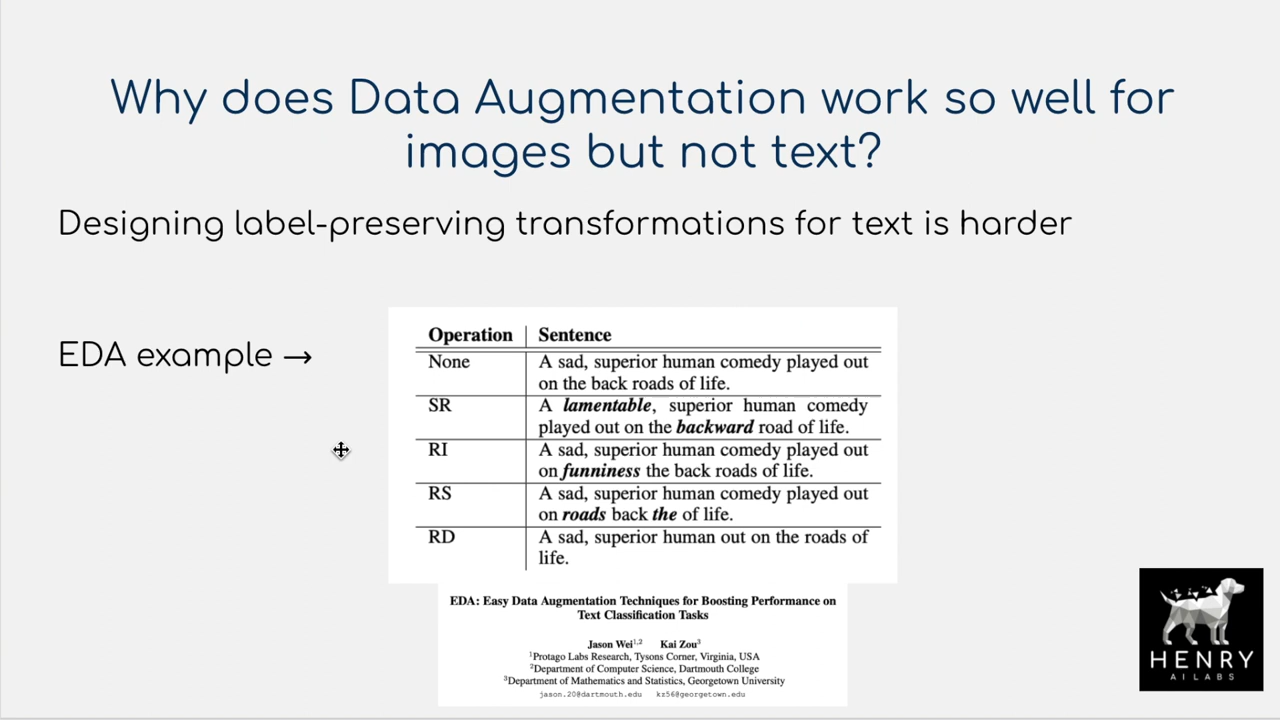 Why does Data Augmentation work so well for
images but not text?
Designing label-preserving transformations for text is harder
EDA example →
Operation Sentence
None A sad, superior human comedy played out
on the back roads of life.
SR A lamentable, superior human comedy
played out on the backward road of life.
RI A sad, superior human comedy played out
on funniness the back roads of life.
RS A sad, superior human comedy played out
on roads back the of life.
RD A sad, superior human out on the roads of
life.
EDA: Easy Data Augmentation Techniques for Boosting Performance on
Text Classification Tasks
Jason Wei1,2 Kai Zou3
1Protago Labs Research, Tysons Corner, Virginia, USA
2Department of Computer Science, Dartmouth College
3Department of Mathematics and Statistics, Georgetown University
jason.20@dartmouth.edu kz56@georgetown.edu
HENRY
AI LABS